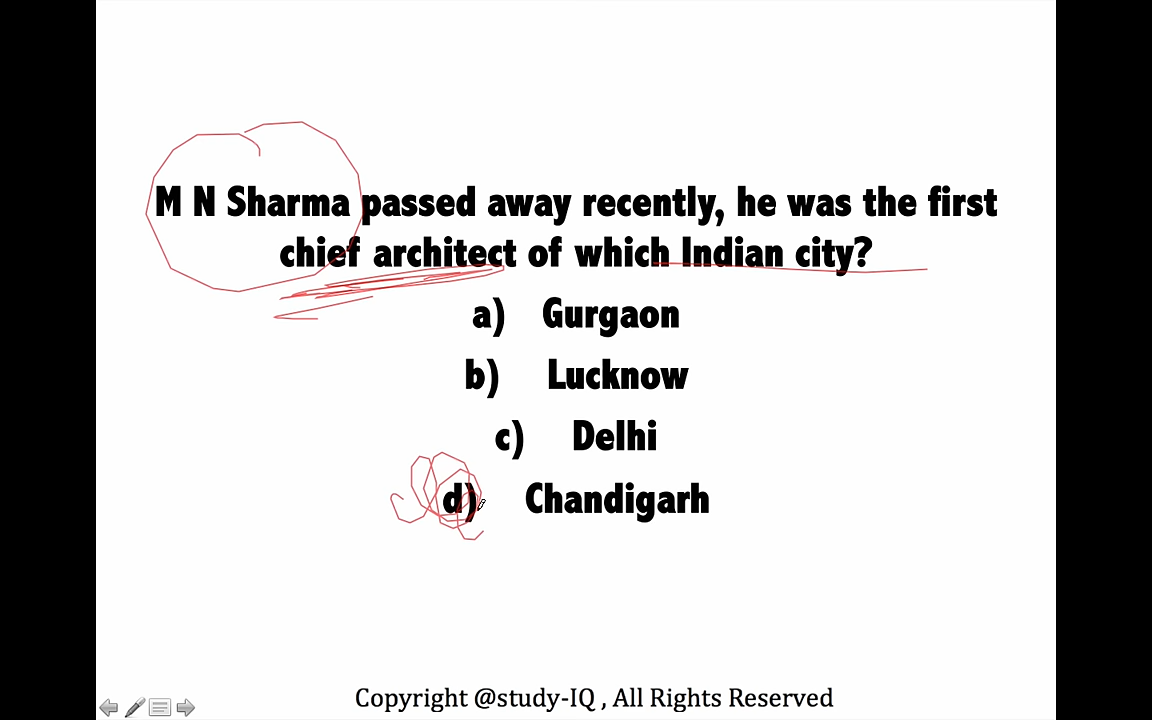 M N Sharma passed away recently, he was the first
chief architect of which Indian city?
a) Gurgaon
b) Lucknow
c) Delhi
d) Chandigarh
Copyright @study-IQ , All Rights Reserved